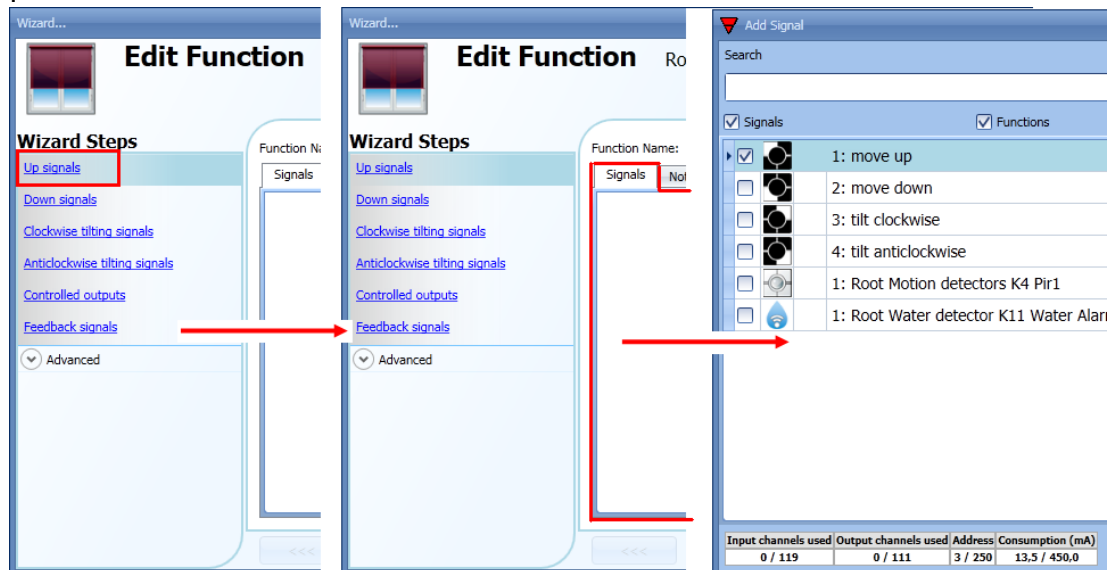 Wizard...
Edit Function
Wizard Steps
Up signals
Down signals
Clockwise tilting signals
Anticlockwise tilting signals
Controlled outputs
Feedback signals
Advanced
Function Na
Signals
<<<
Wizard...
Edit Function Ro
Wizard Steps
Up signals
Down signals
Clockwise tilting signals
Anticlockwise tilting signals
Controlled outputs
Feedback signals
Advanced
Function Name:
Signals Not
<<<
Add Signal
Search
Signals Functions
1: move up
2: move down
3: tilt clockwise
4: tilt anticlockwise
1: Root Motion detectors K4 Pir1
1: Root Water detector K11 Water Alarr
Input channels used Output channels used Address Consumption (mA)
0 / 119 0 / 111 3 / 250 13,5 / 450,0